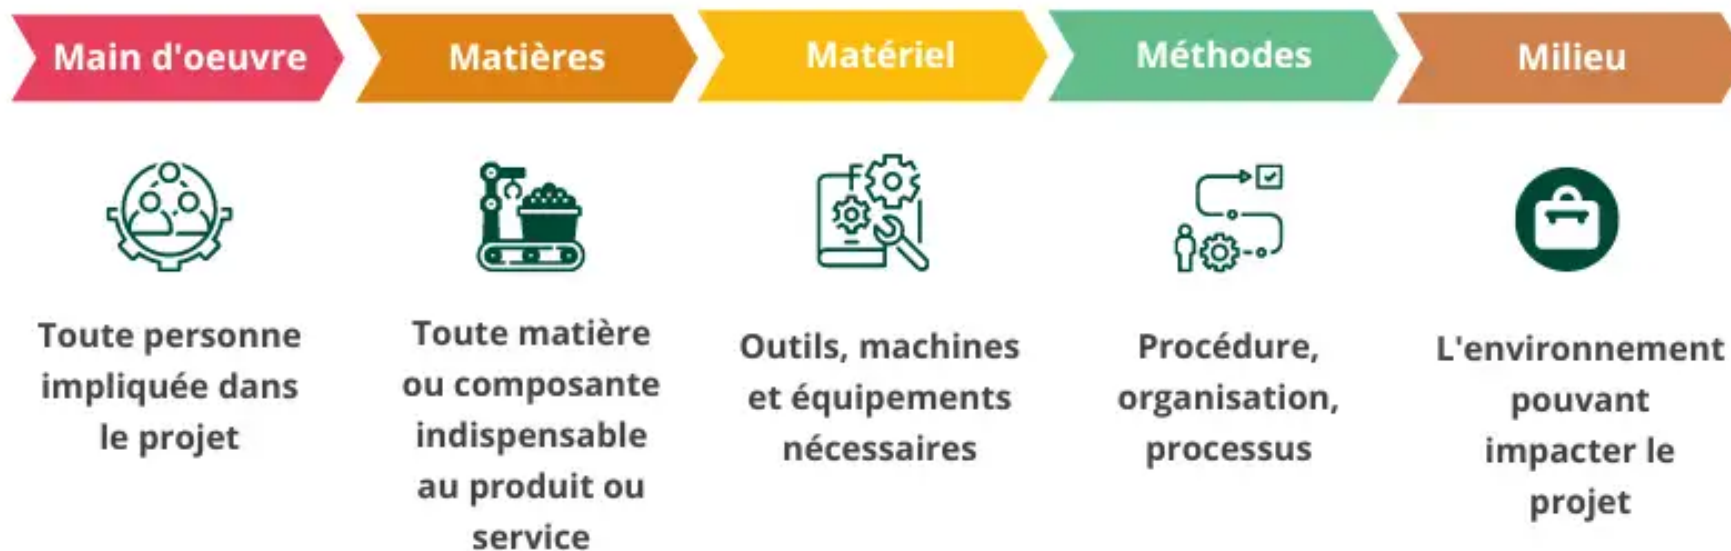 Main d'oeuvre
Matières
Matériel
Méthodes
Milieu
Toute personne
impliquée dans
le projet
Toute matière
ou composante
indispensable
au produit ou
service
Outils, machines
et équipements
nécessaires
Procédure,
organisation,
processus
L'environnement
pouvant
impacter le
projet